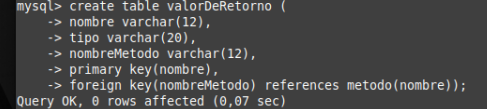 mysql> create table valorDeRetorno (
-> nombre varchar(12),
-> tipo varchar(20),
-> nombreMetodo varchar(12),
-> primary key(nombre),
-> foreign key(nombreMetodo) references metodo(nombre));
Query OK, 0 rows affected (0,07 sec)